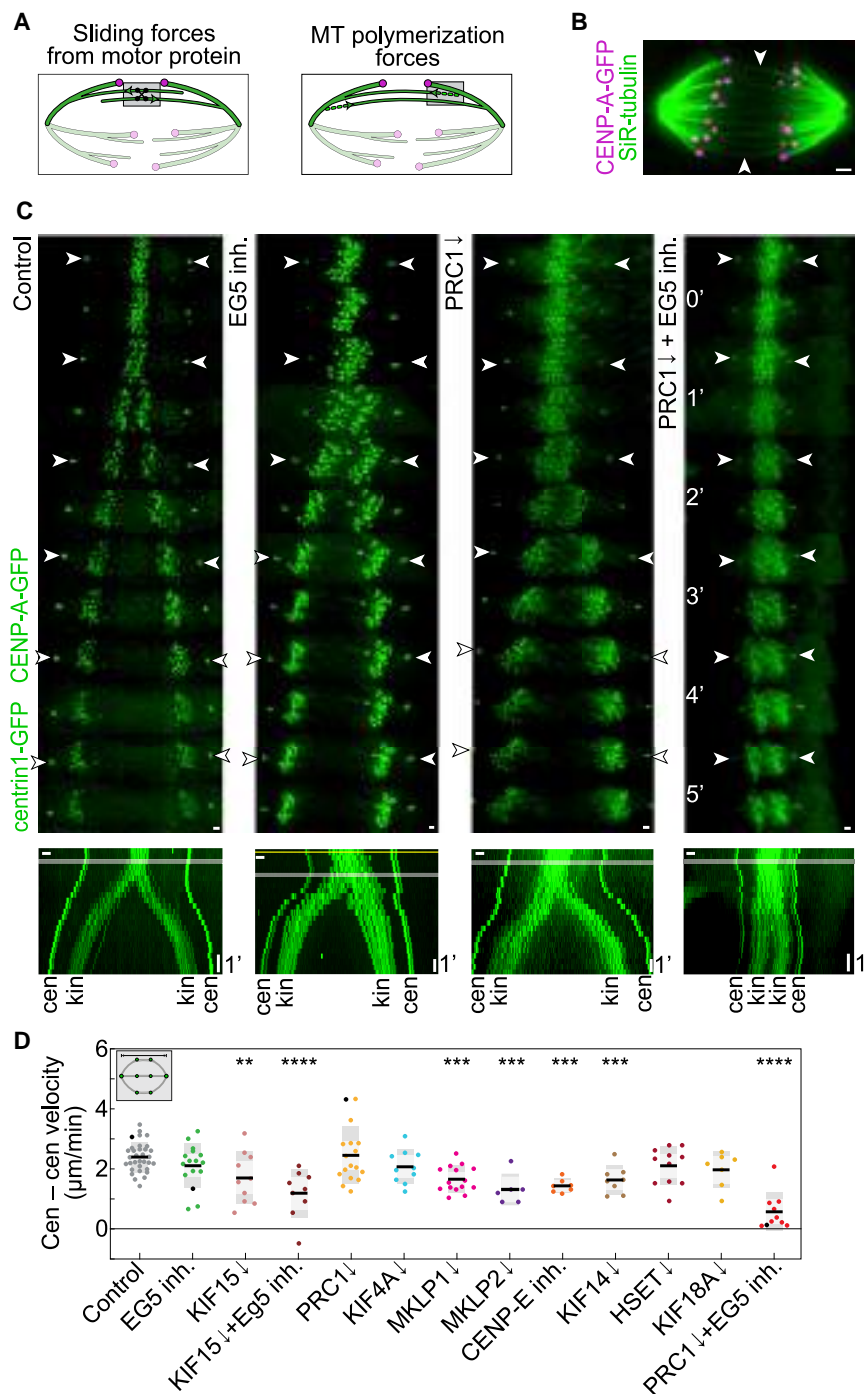 A
Sliding forces
from motor protein
MT polymerization
forces
B
CENP-A-GFP
SiR-tubulin
C
Control
EG5 inh.
PRC1↓
PRC1↓ + EG5 inh.
0'
1'
2'
3'
4'
5'
centrin1-GFP CENP-A-GFP
1'
1'
1
cen kin kin cen
cen kin kin cen
cen kin kin cen
cen kin kin cen
D
Cen – cen velocity
(µm/min)
6
4
2
0
** **** *** *** *** *** ****
Control
EG5 inh.
KIF15↓
KIF15↓+Eg5 inh.
PRC1↓
KIF4A↓
MKLP1↓
MKLP2↓
CENP-E inh.
KIF14↓
HSET↓
KIF18A↓
PRC1↓+EG5 inh.